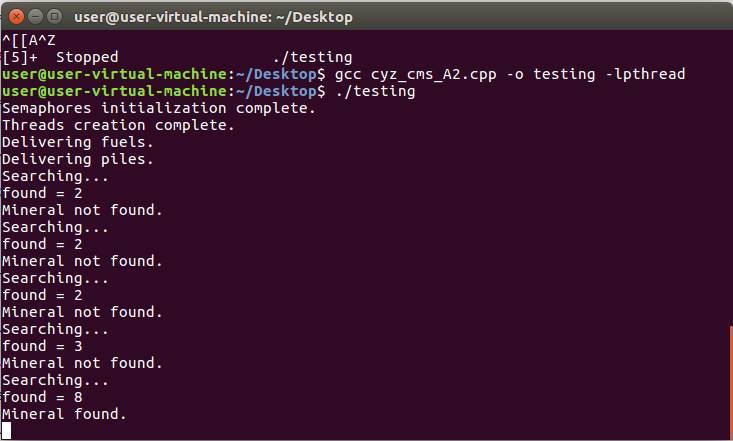 user@user-virtual-machine: ~/Desktop
^[[A^Z
[5]+  Stopped                 ./testing
user@user-virtual-machine:~/Desktop$ gcc cyz_cms_A2.cpp -o testing -lpthread
user@user-virtual-machine:~/Desktop$ ./testing
Semaphores initialization complete.
Threads creation complete.
Delivering fuels.
Delivering piles.
Searching...
found = 2
Mineral not found.
Searching...
found = 2
Mineral not found.
Searching...
found = 2
Mineral not found.
Searching...
found = 3
Mineral not found.
Searching...
found = 8
Mineral found.